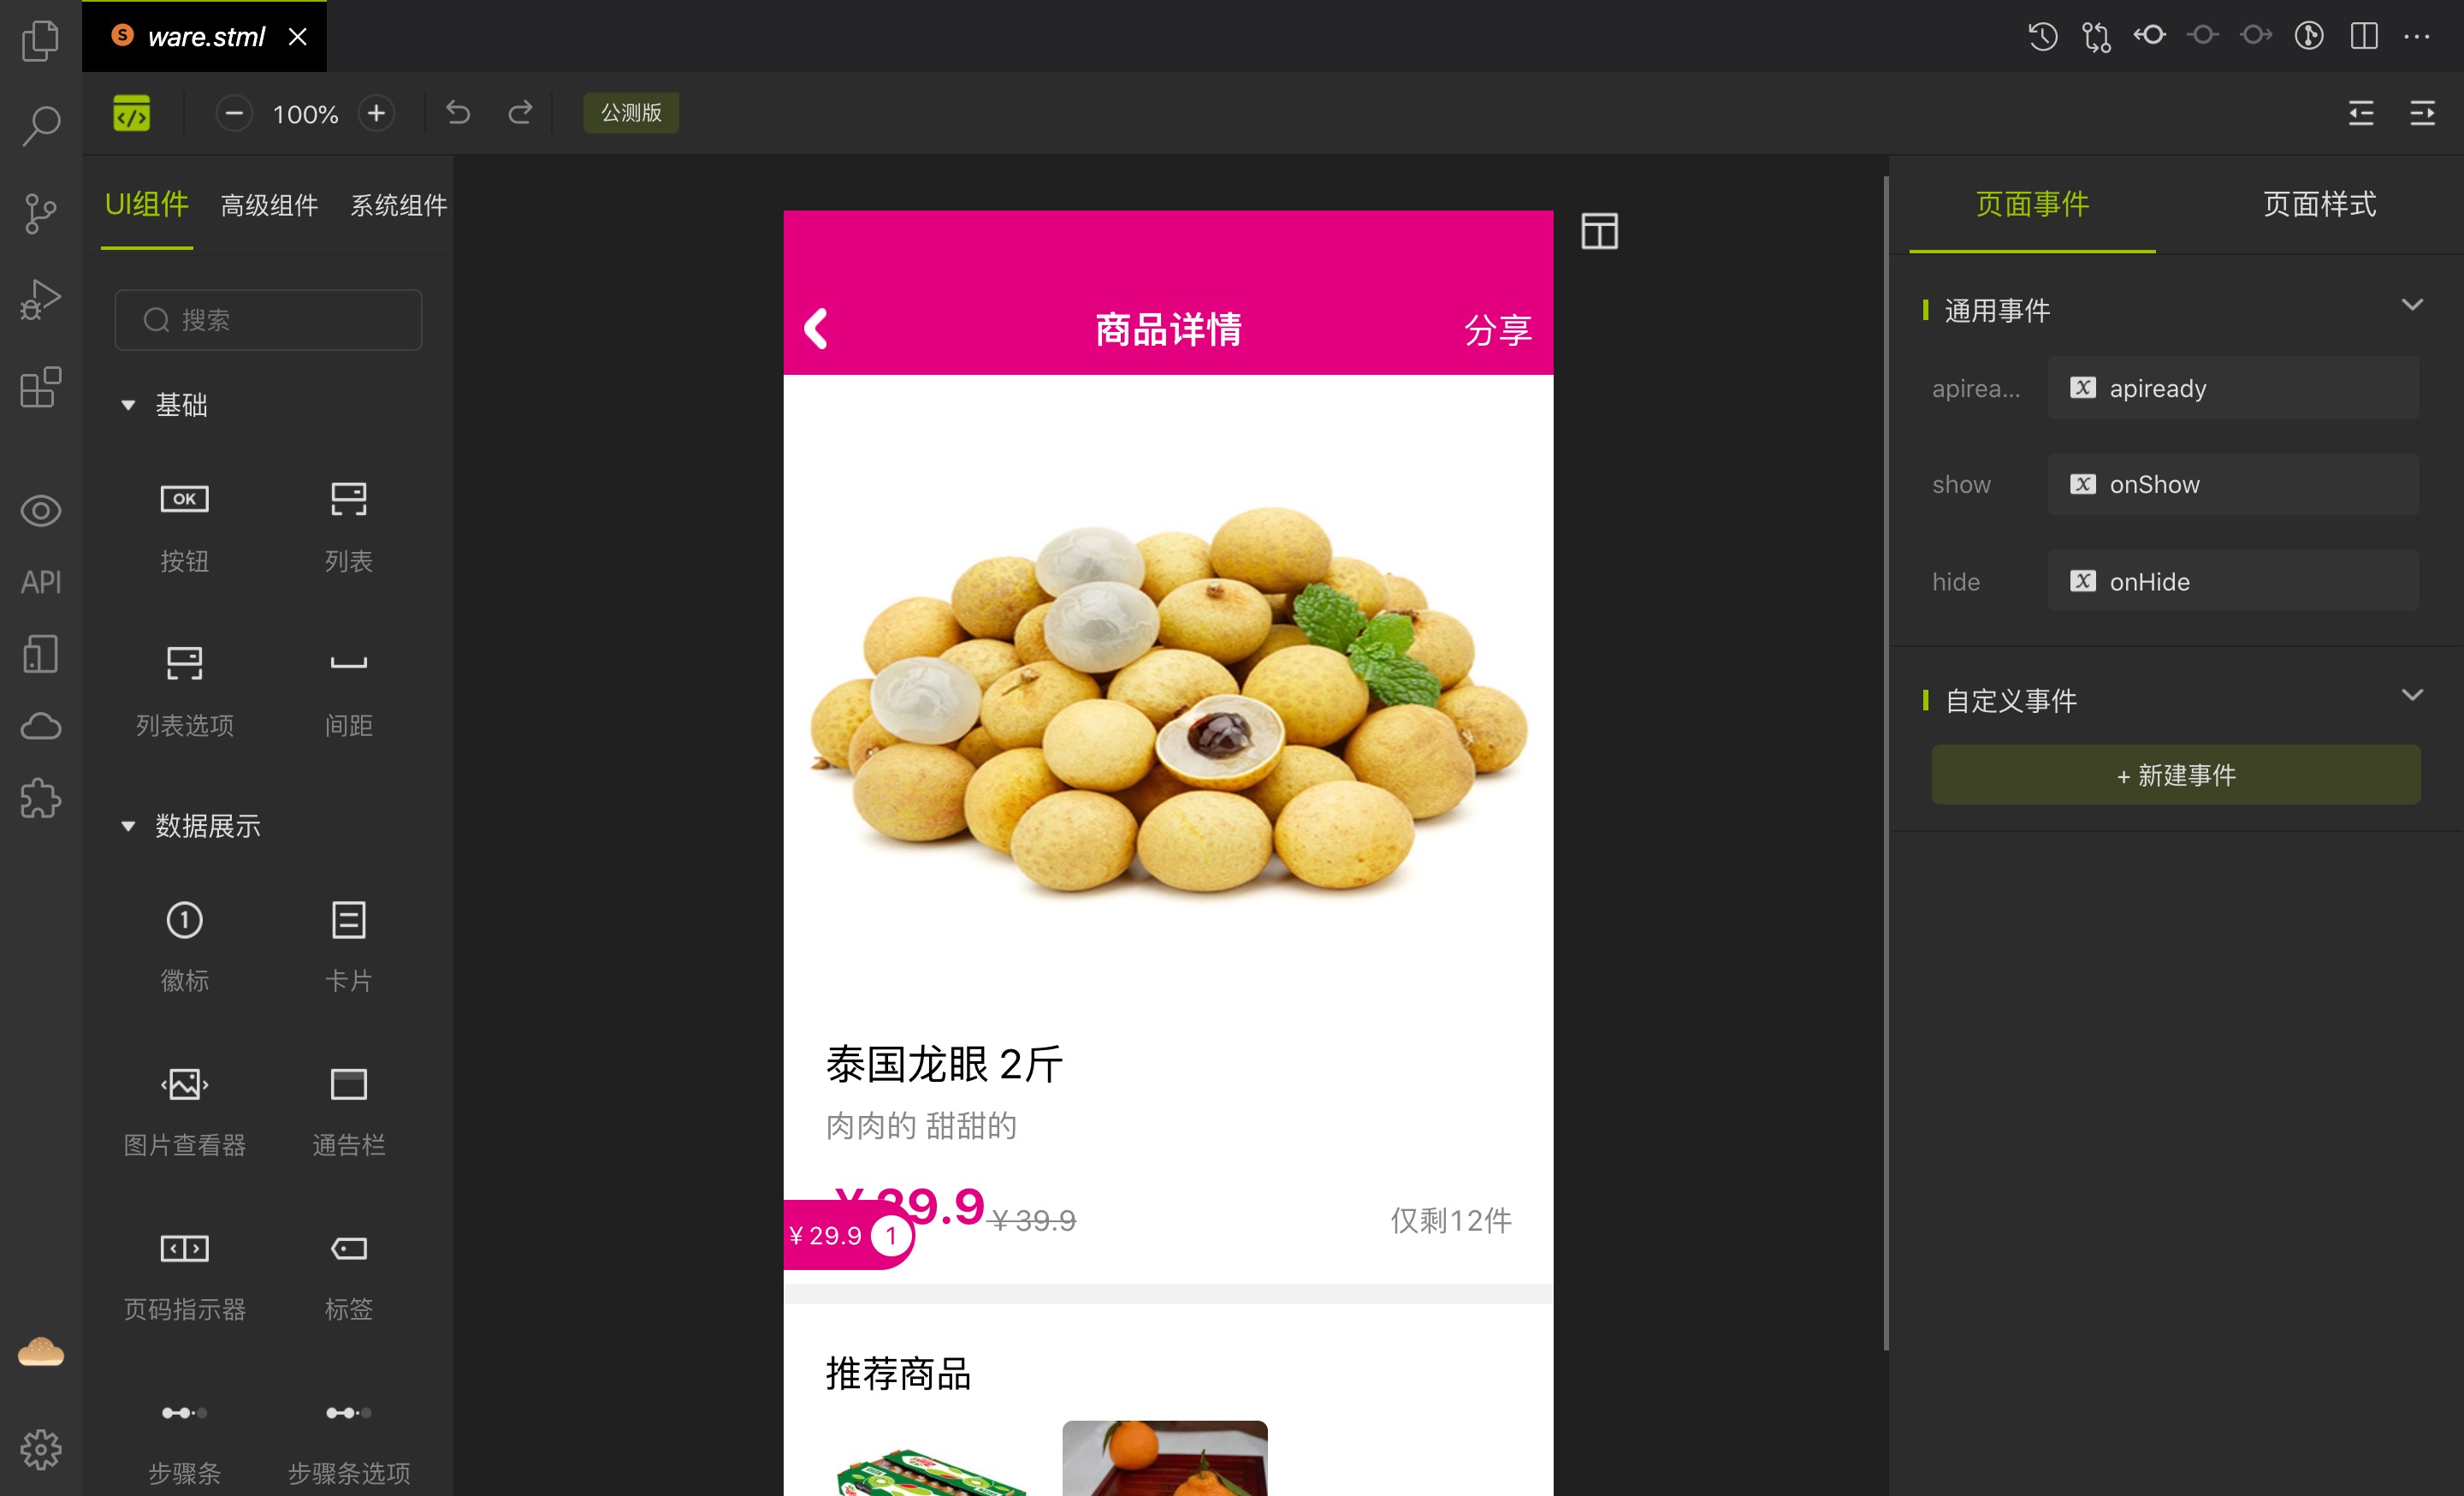 ware.stml
100%
公测版
UI组件 高级组件 系统组件
搜索
基础
OK
按钮 列表
列表选项 间距
数据展示
1
徽标 卡片
图片查看器 通告栏
页码指示器 标签
步骤条 步骤条选项
API
商品详情 分享
泰国龙眼 2斤
肉肉的 甜甜的
¥39.9 仅剩12件
¥29.9 1
推荐商品
页面事件 页面样式
通用事件
apirea... apiready
show onShow
hide onHide
自定义事件
+ 新建事件